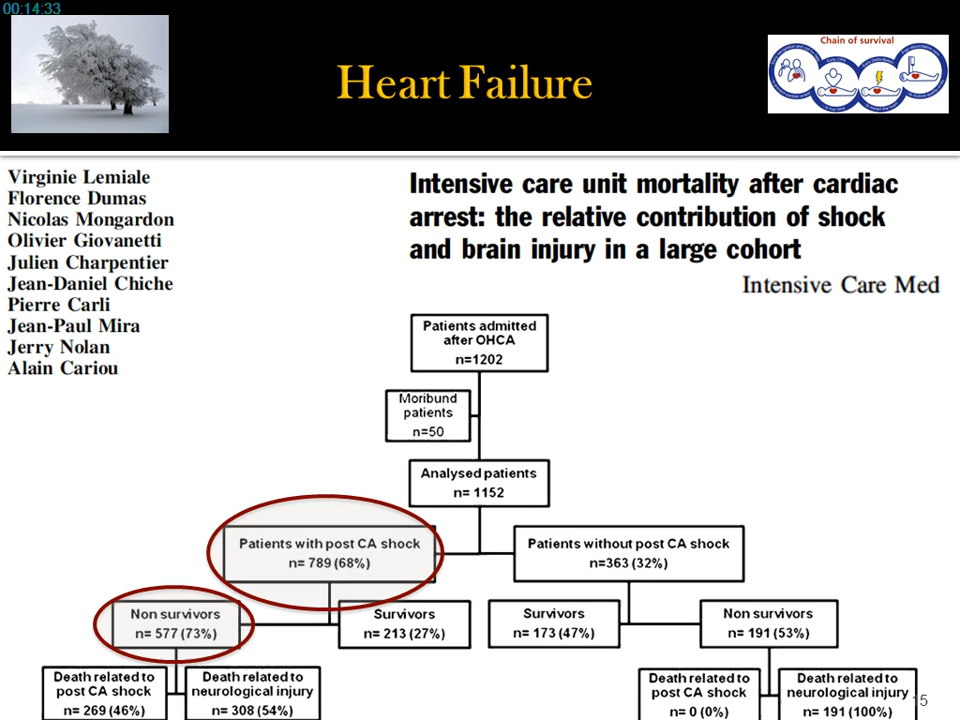 00:14:33
Heart Failure
Chain of survival
Virginie Lemiale
Florence Dumas
Nicolas Mongardon
Olivier Giovanetti
Julien Charpentier
Jean-Daniel Chiche
Pierre Carli
Jean-Paul Mira
Jerry Nolan
Alain Cariou
Intensive care unit mortality after cardiac
arrest: the relative contribution of shock
and brain injury in a large cohort
Intensive Care Med
Patients admitted
after OHCA
n=1202
Moribund
patients
n=50
Analysed patients
n= 1152
Patients with post CA shock
n= 789 (68%)
Patients without post CA shock
n=363 (32%)
Non survivors
n= 577 (73%)
Survivors
n= 213 (27%)
Survivors
n= 173 (47%)
Non survivors
n= 191 (53%)
Death related to
post CA shock
n= 269 (46%)
Death related to
neurological injury
n= 308 (54%)
Death related to
post CA shock
n= 0 (0%)
Death related to
neurological injury
n= 191 (100%)
15